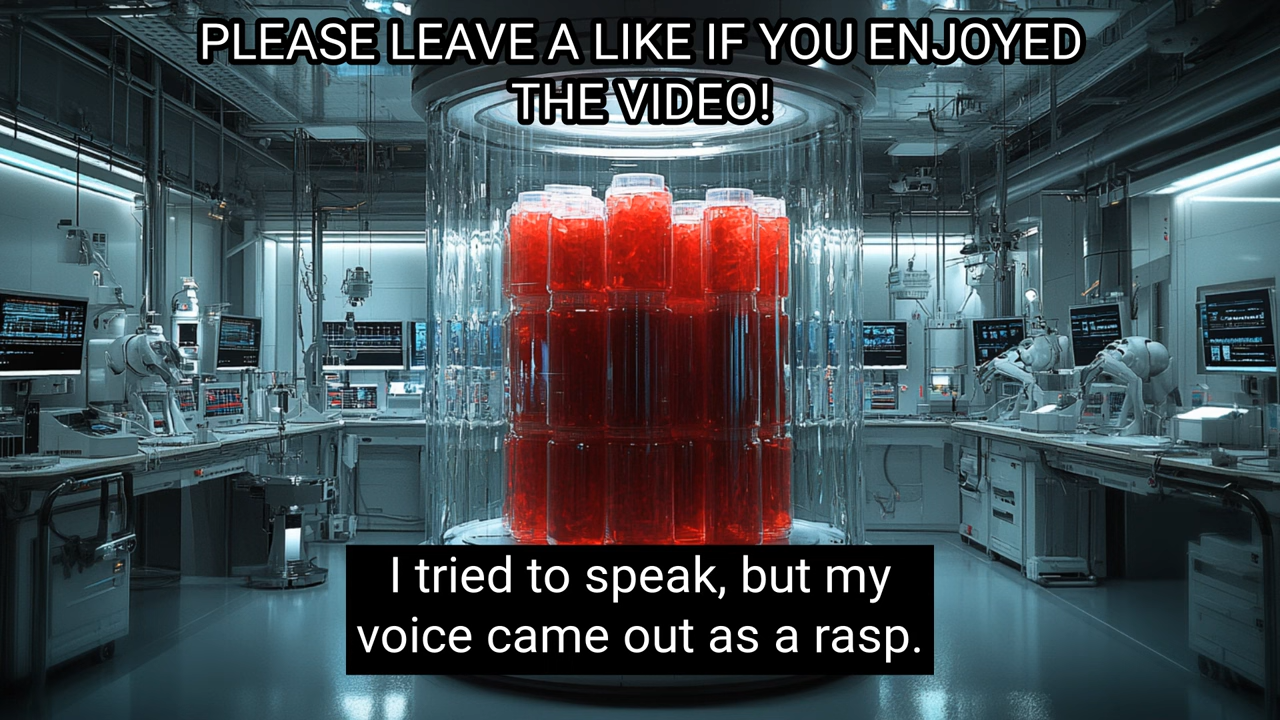 PLEASE LEAVE A LIKE IF YOU ENJOYED
THE VIDEO!
I tried to speak, but my
voice came out as a rasp.